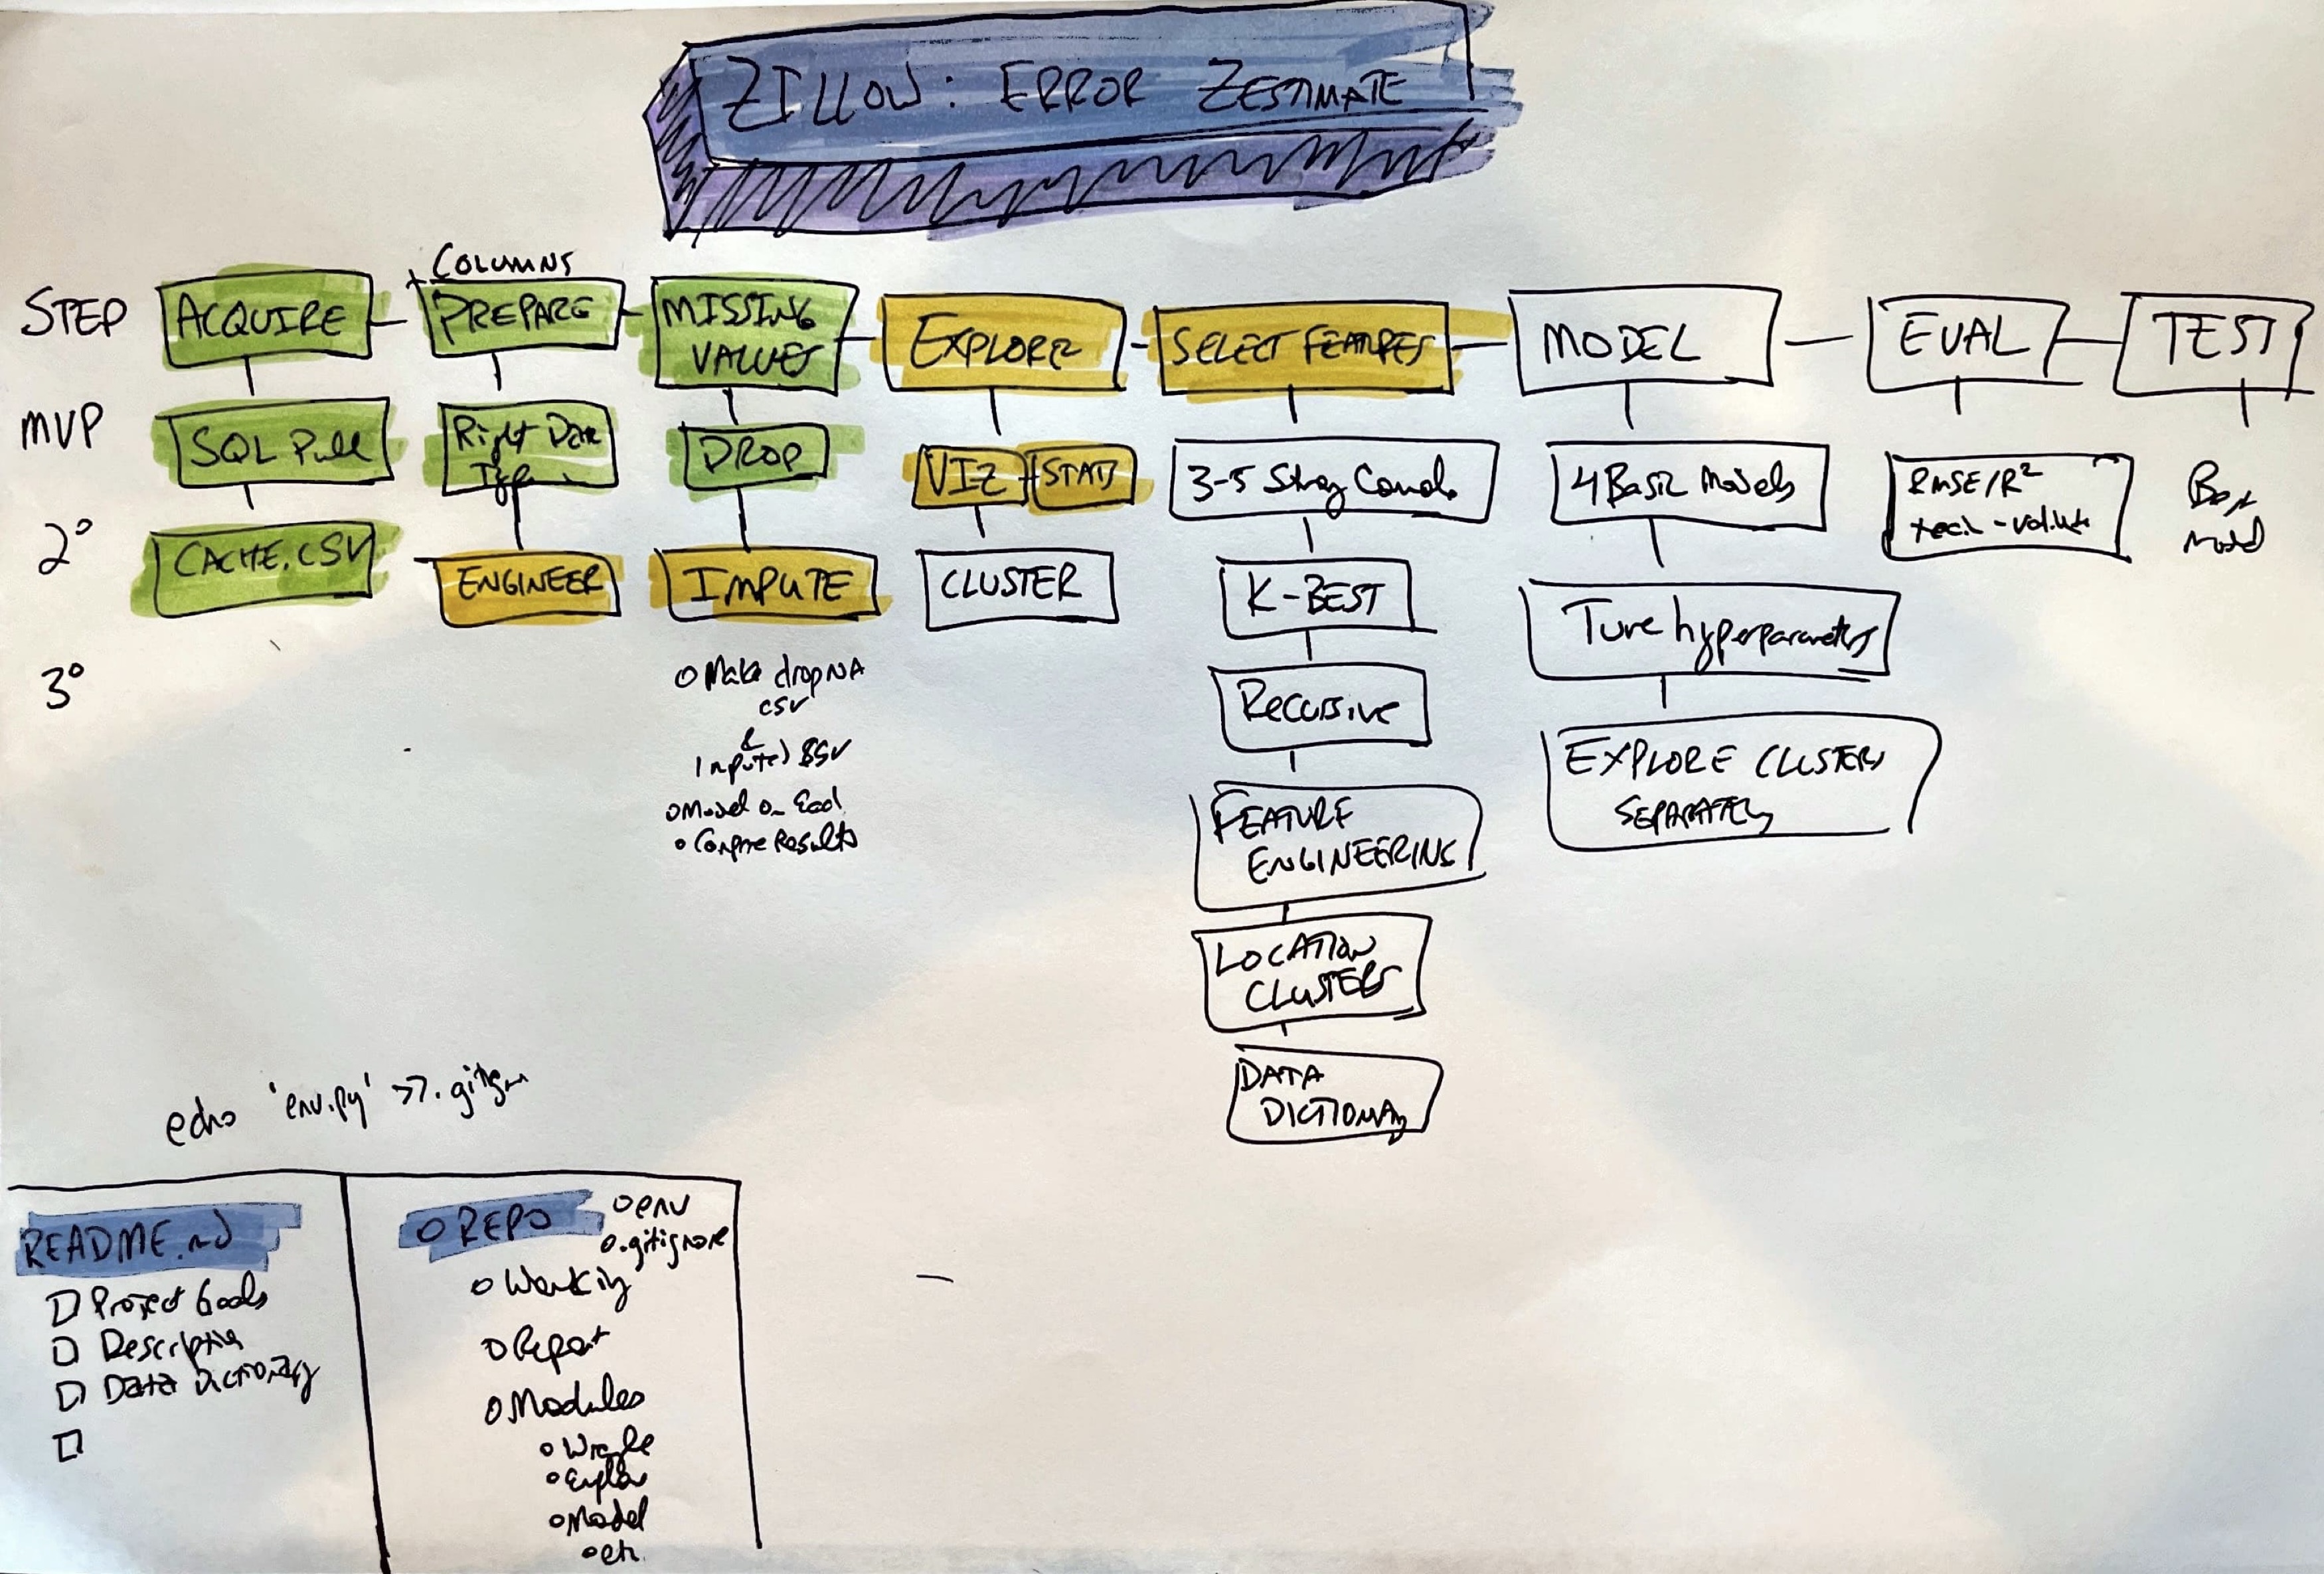 ZILLOW: ERROR ZESTIMATE
COLUMNS
STEP
ACQUIRE
PREPARE
MISSING
VALUES
EXPLORE
SELECT FEATURES
MODEL
EVAL
TEST
MVP
SQL Pull
Right Data
Type
DROP
VIZ + STATS
3-5 Strong
4 Basic Models
RMSE/R²
-validate
Best
Model
2°
CACHE.CSV
ENGINEER
IMPUTE
CLUSTER
K-BEST
Tune hyperparameters
3°
o Make dropNA
csv
&
Imputed CSV
o Model on Each
o Compare Results
Recursive
EXPLORE CLUSTERS
SEPARATELY
FEATURE
ENGINEERING
LOCATION
CLUSTERS
DATA
DICTIONARY
echo 'env.py' >> .gitign
README.md
Project Goals
Description
Data Dictionary
o REPO
o env
o .gitignore
o Working
o Report
o Modules
o Wrangle
o Explore
o Model
o etc.